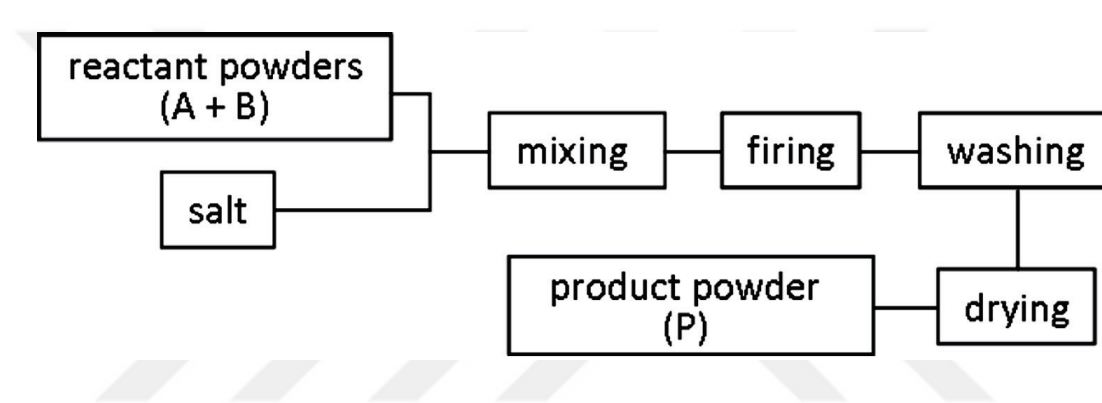 reactant powders
(A + B)
salt
mixing
firing
washing
drying
product powder
(P)